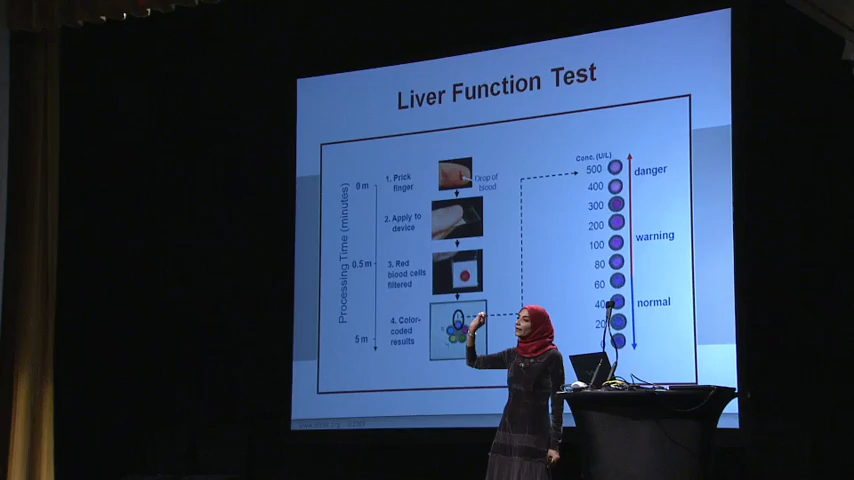 Liver Function Test
Processing Time (minutes)
0 m
0.5 m
5 m
1. Prick
finger
Drop of
blood
2. Apply to
device
3. Red
blood cells
filtered
4. Color-
coded
results
Conc. (U/L)
500
400
300
200
100
80
60
40
20
danger
warning
normal